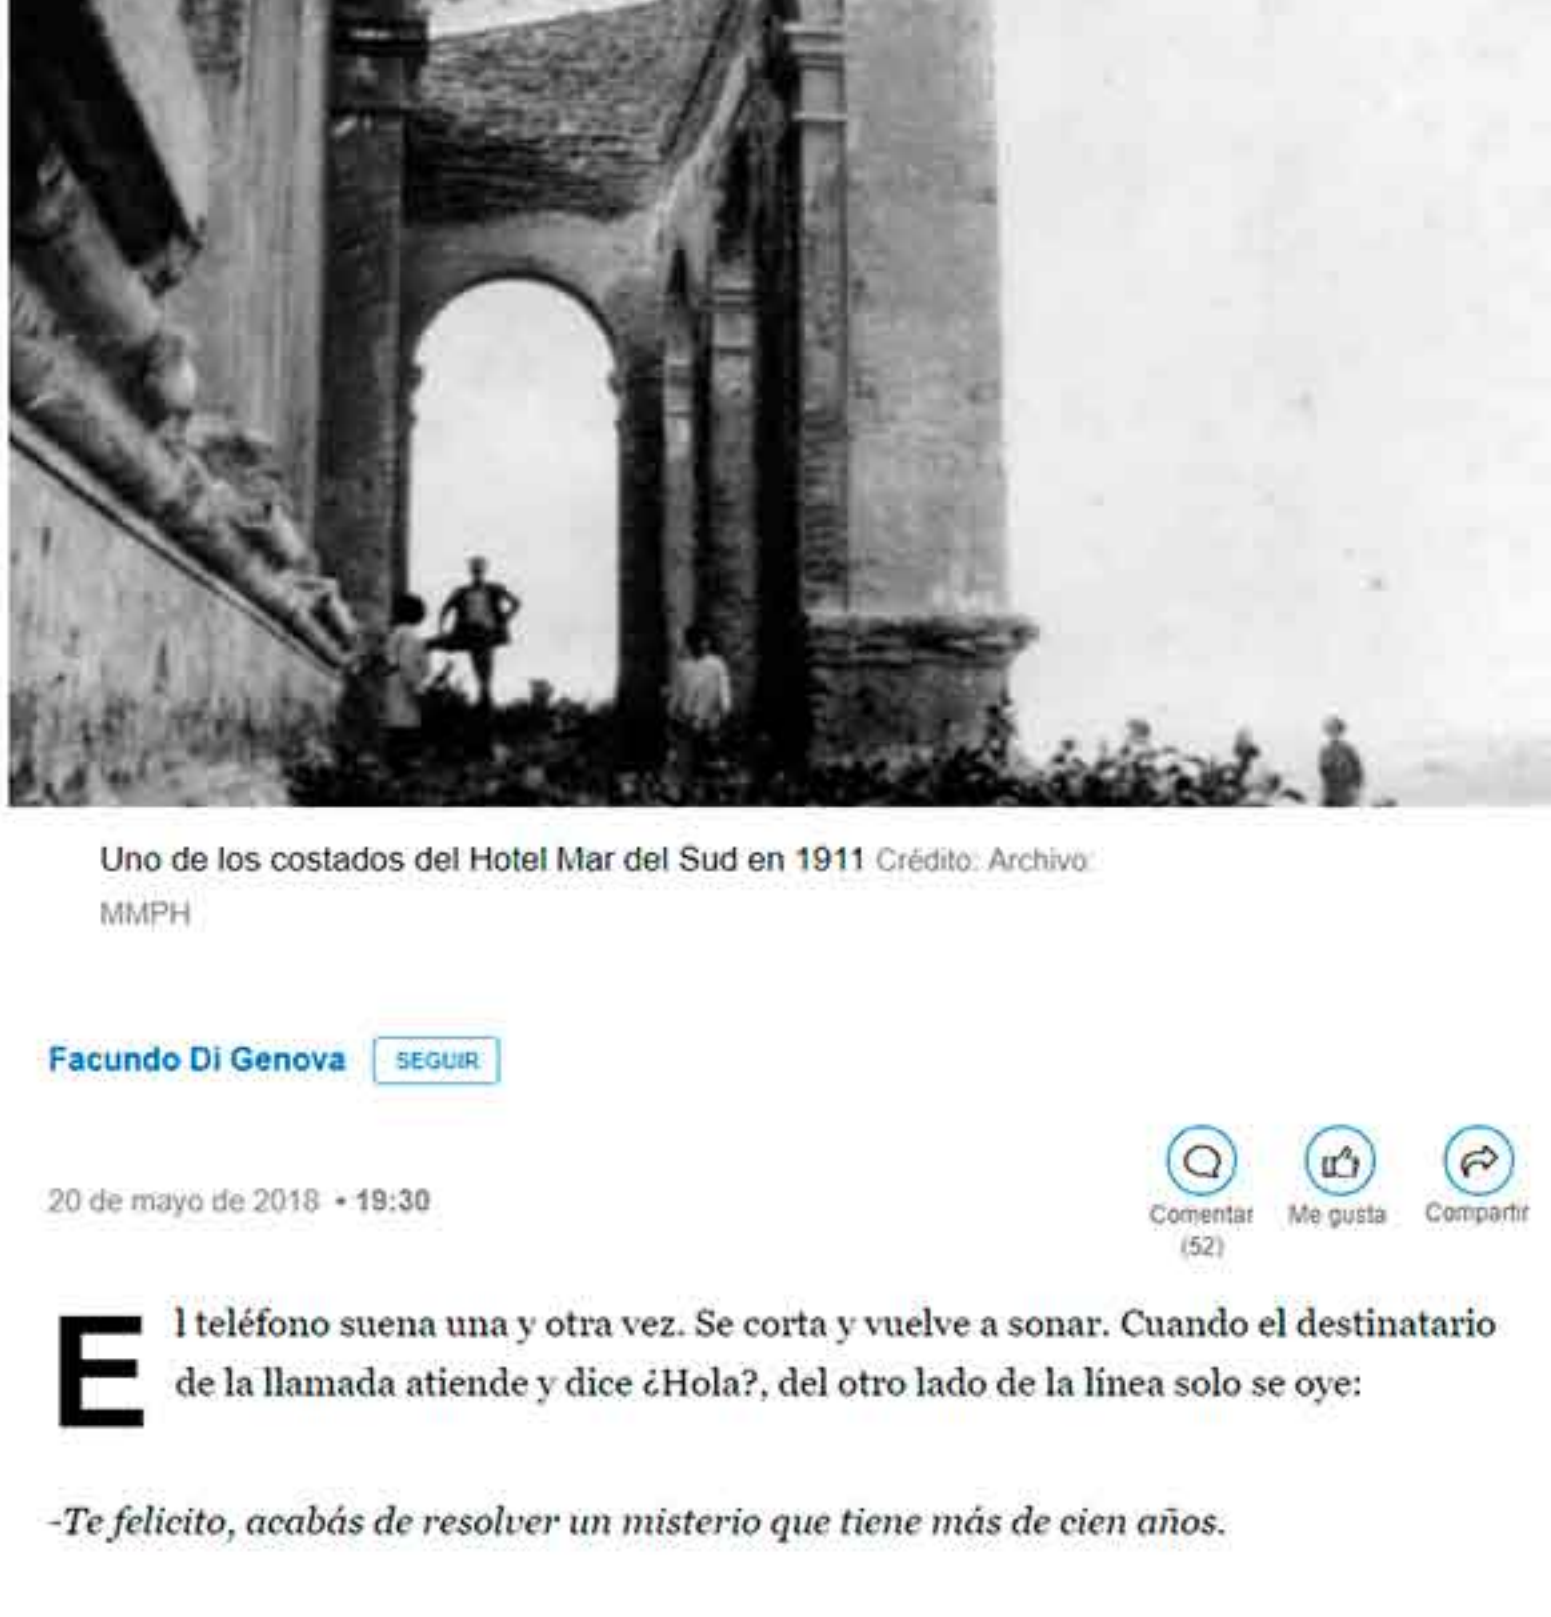 Uno de los costados del Hotel Mar del Sud en 1911 Crédito: Archivo:
MMPH
Facundo Di Genova SEGUIR
20 de mayo de 2018 • 19:30
Comentar Me gusta Compartir
(52)
El teléfono suena una y otra vez. Se corta y vuelve a sonar. Cuando el destinatario
de la llamada atiende y dice ¿Hola?, del otro lado de la línea solo se oye:
-Te felicito, acabás de resolver un misterio que tiene más de cien años.